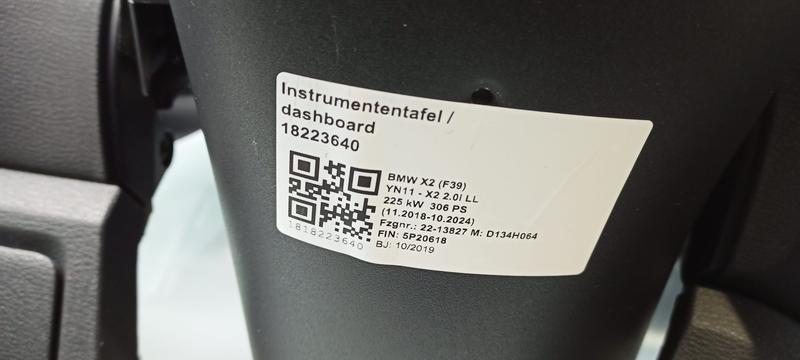 Instrumententafel /
dashboard
18223640
BMW X2 (F39)
YN11 - X2 2.0i LL
225 kW 306 PS
(11.2018-10.2024)
Fzgnr.: 22-13827 M: D134H064
FIN: 5P20618
BJ: 10/2019
1818223640